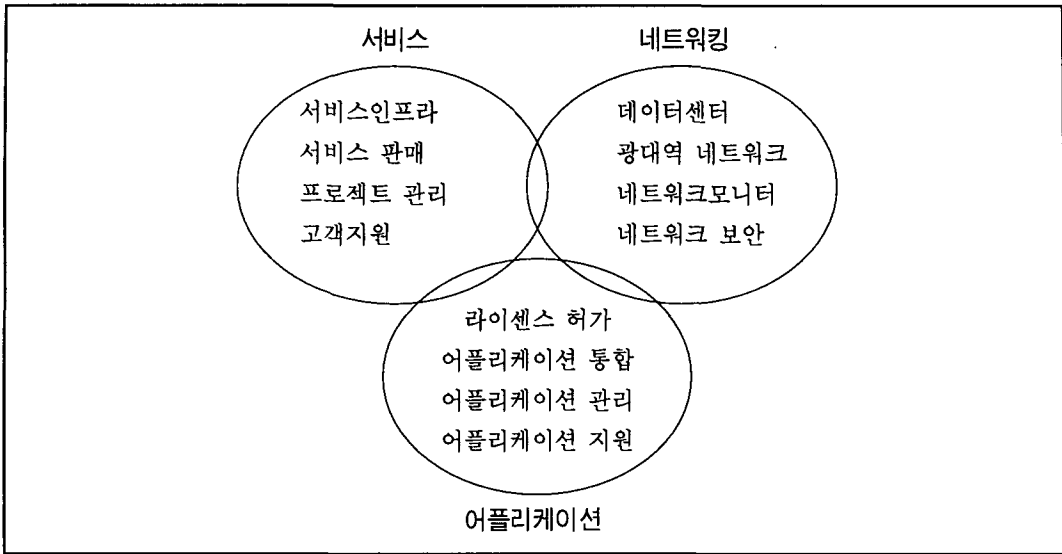 서비스
서비스인프라
서비스 판매
프로젝트 관리
고객지원
네트워킹
데이터센터
광대역 네트워크
네트워크모니터
네트워크 보안
라이센스 허가
어플리케이션 통합
어플리케이션 관리
어플리케이션 지원
어플리케이션